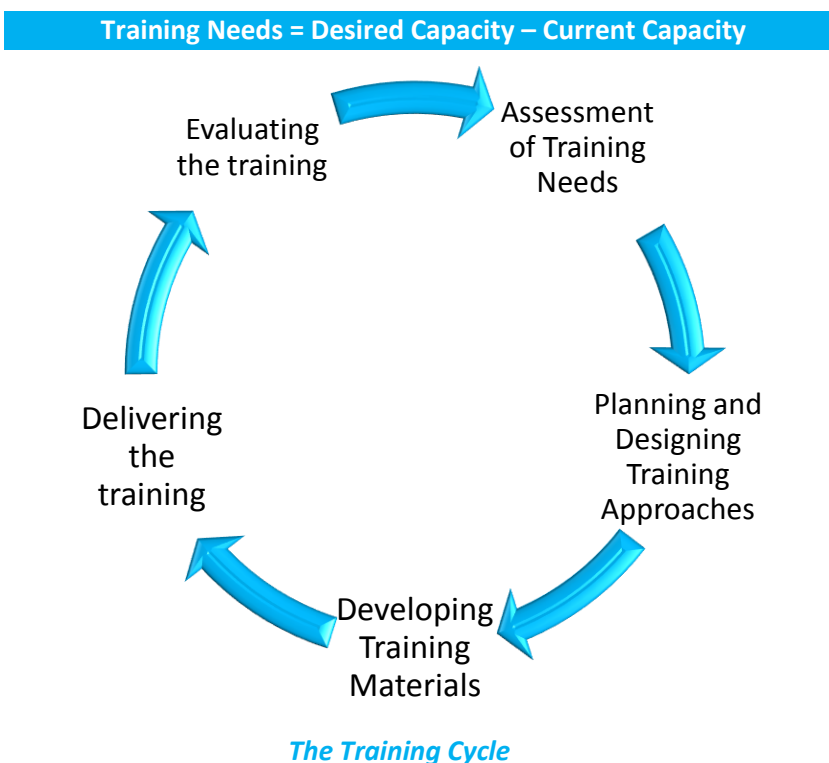 Training Needs = Desired Capacity – Current Capacity
Evaluating
the training
Assessment
of Training
Needs
Planning and
Designing
Training
Approaches
Developing
Training
Materials
Delivering
the
training
The Training Cycle